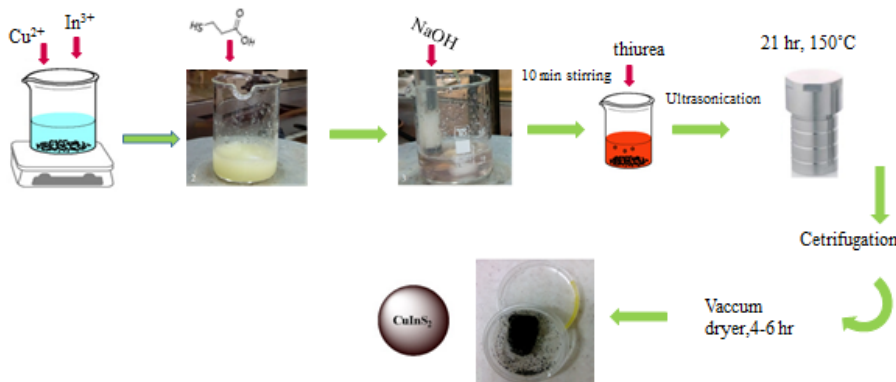 Cu²⁺
In³⁺
HS
O
OH
NaOH
10 min stirring
thiurea
Ultrasonication
21 hr, 150°C
Cetrifugation
Vaccum
dryer,4-6 hr
CuInS₂